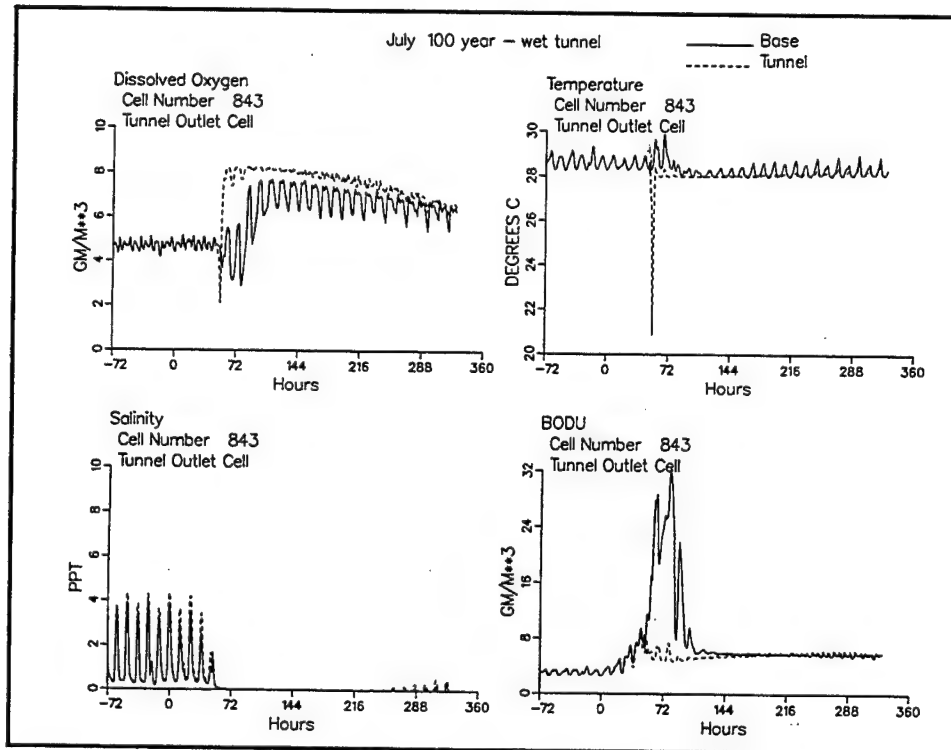 July 100 year - wet tunnel
Base
Tunnel
Dissolved Oxygen
Cell Number 843
Tunnel Outlet Cell
10
8
6
4
2
0
GM/M**3
-72 0 72 144 216 288 360
Hours
Temperature
Cell Number 843
Tunnel Outlet Cell
30
28
26
24
22
20
DEGREES C
-72 0 72 144 216 288 360
Hours
Salinity
Cell Number 843
Tunnel Outlet Cell
10
8
6
4
2
0
PPT
-72 0 72 144 216 288 360
Hours
BODU
Cell Number 843
Tunnel Outlet Cell
32
24
16
8
0
GM/M**3
-72 0 72 144 216 288 360
Hours